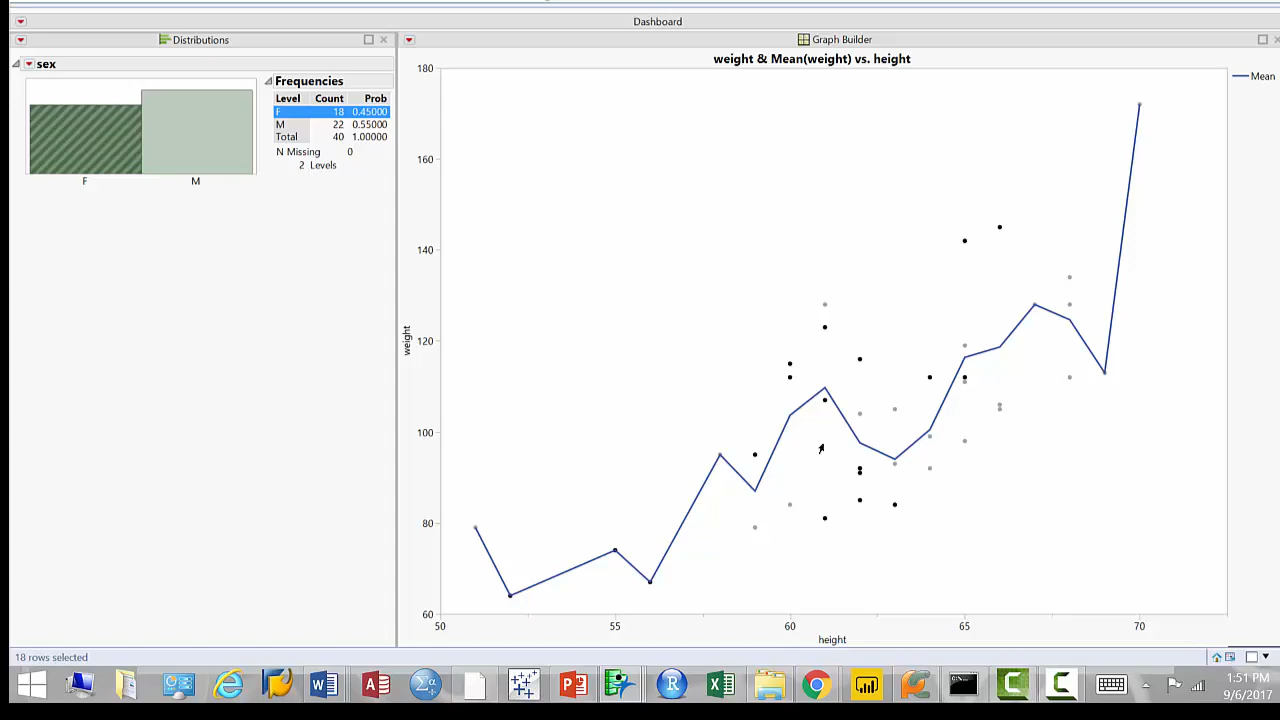 Dashboard
Distributions
Graph Builder
sex
Frequencies
Level Count Prob
F 18 0.45000
M 22 0.55000
Total 40 1.00000
N Missing 0
2 Levels
F M
weight & Mean(weight) vs. height
Mean
180
160
140
120
100
80
60
weight
50 55 60 65 70
height
18 rows selected
1:51 PM
9/6/2017